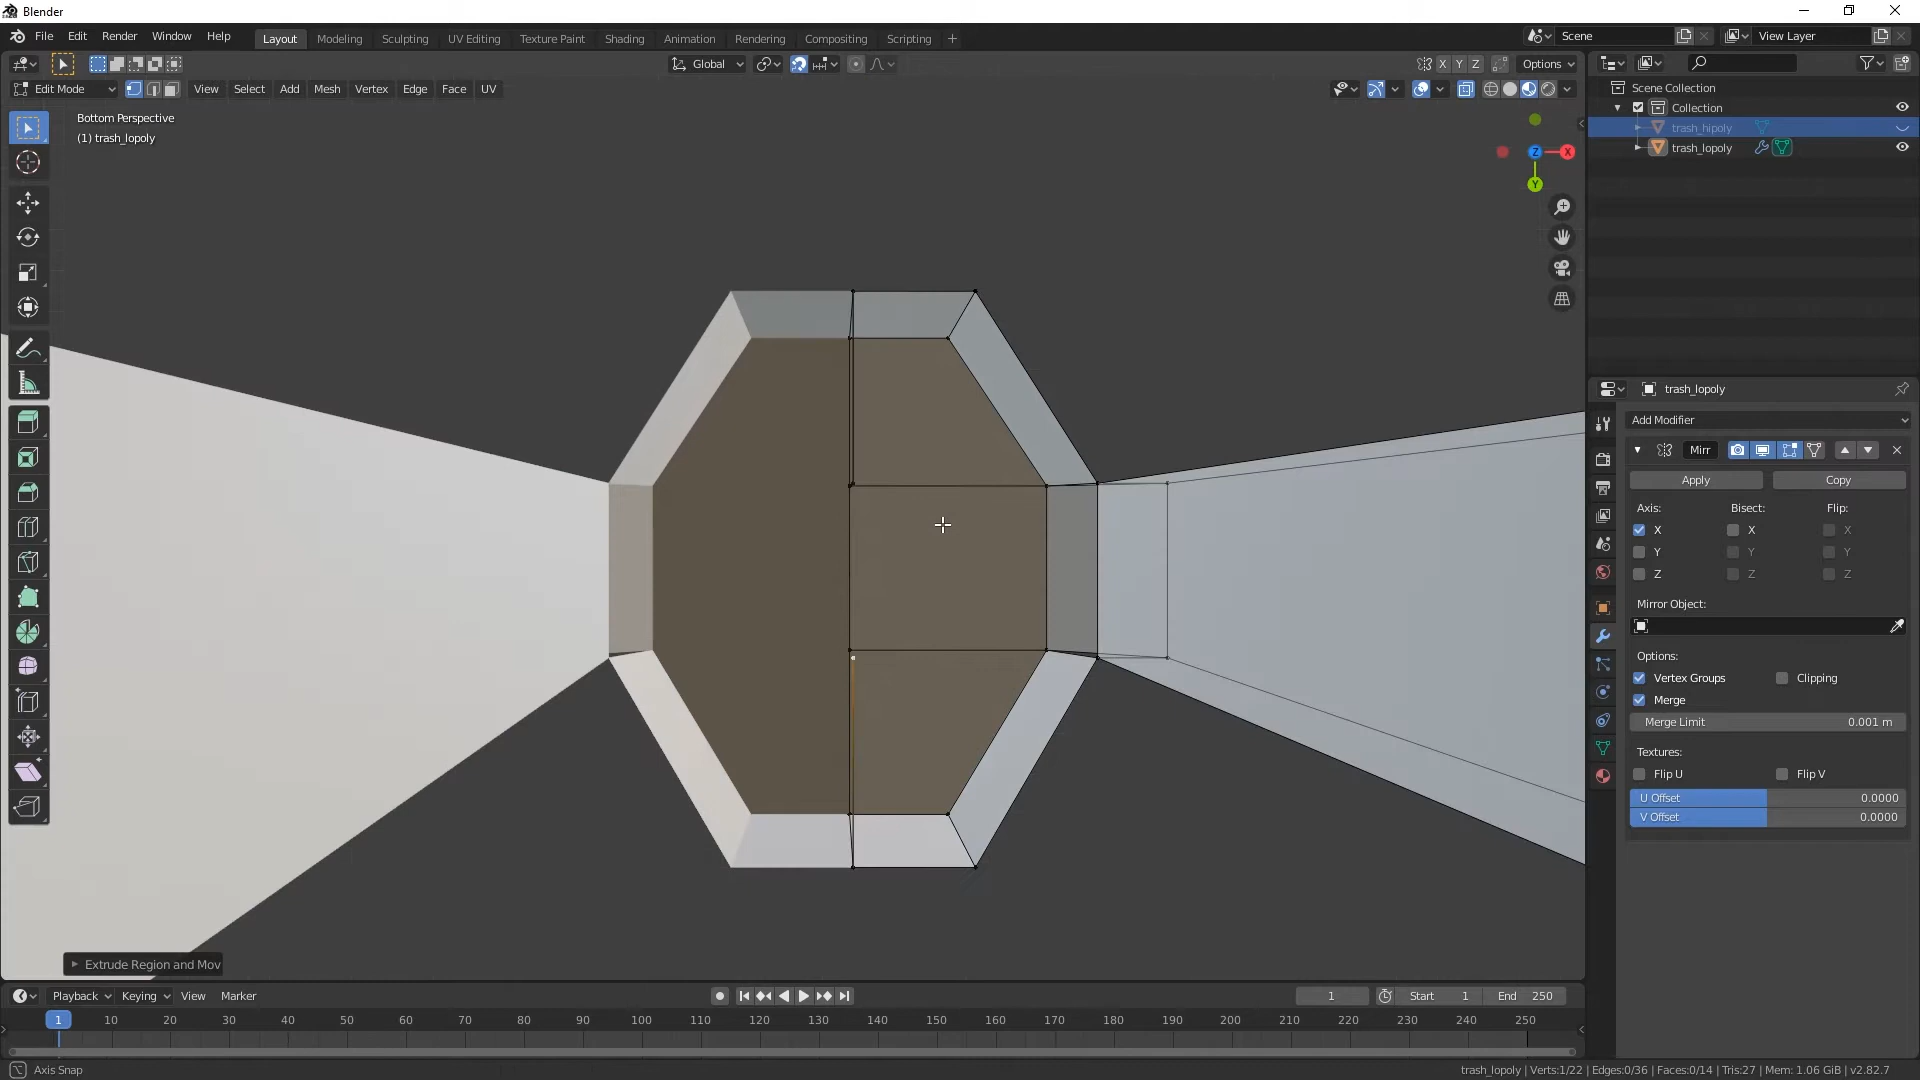 Blender
File Edit Render Window Help
Layout Modeling Sculpting UV Editing Texture Paint Shading Animation Rendering Compositing Scripting +
Scene
View Layer
Global
X Y Z
Options
Edit Mode
View Select Add Mesh Vertex Edge Face UV
Bottom Perspective
(1) trash_lopoly
X
Y
Z
Scene Collection
Collection
trash_hipoly
trash_lopoly
trash_lopoly
Add Modifier
Mirr
Apply
Copy
Axis: Bisect: Flip:
X X X
Y Y Y
Z Z Z
Mirror Object:
Options:
Vertex Groups Clipping
Merge
Merge Limit 0.001 m
Textures:
Flip U Flip V
U Offset 0.0000
V Offset 0.0000
Extrude Region and Mov
Playback Keying View Marker
1
Start 1
End 250
1 10 20 30 40 50 60 70 80 90 100 110 120 130 140 150 160 170 180 190 200 210 220 230 240 250
Axis Snap
trash_lopoly | Verts:1/22 | Edges:0/36 | Faces:0/14 | Tris:27 | Mem: 1.06 GiB | v2.82.7